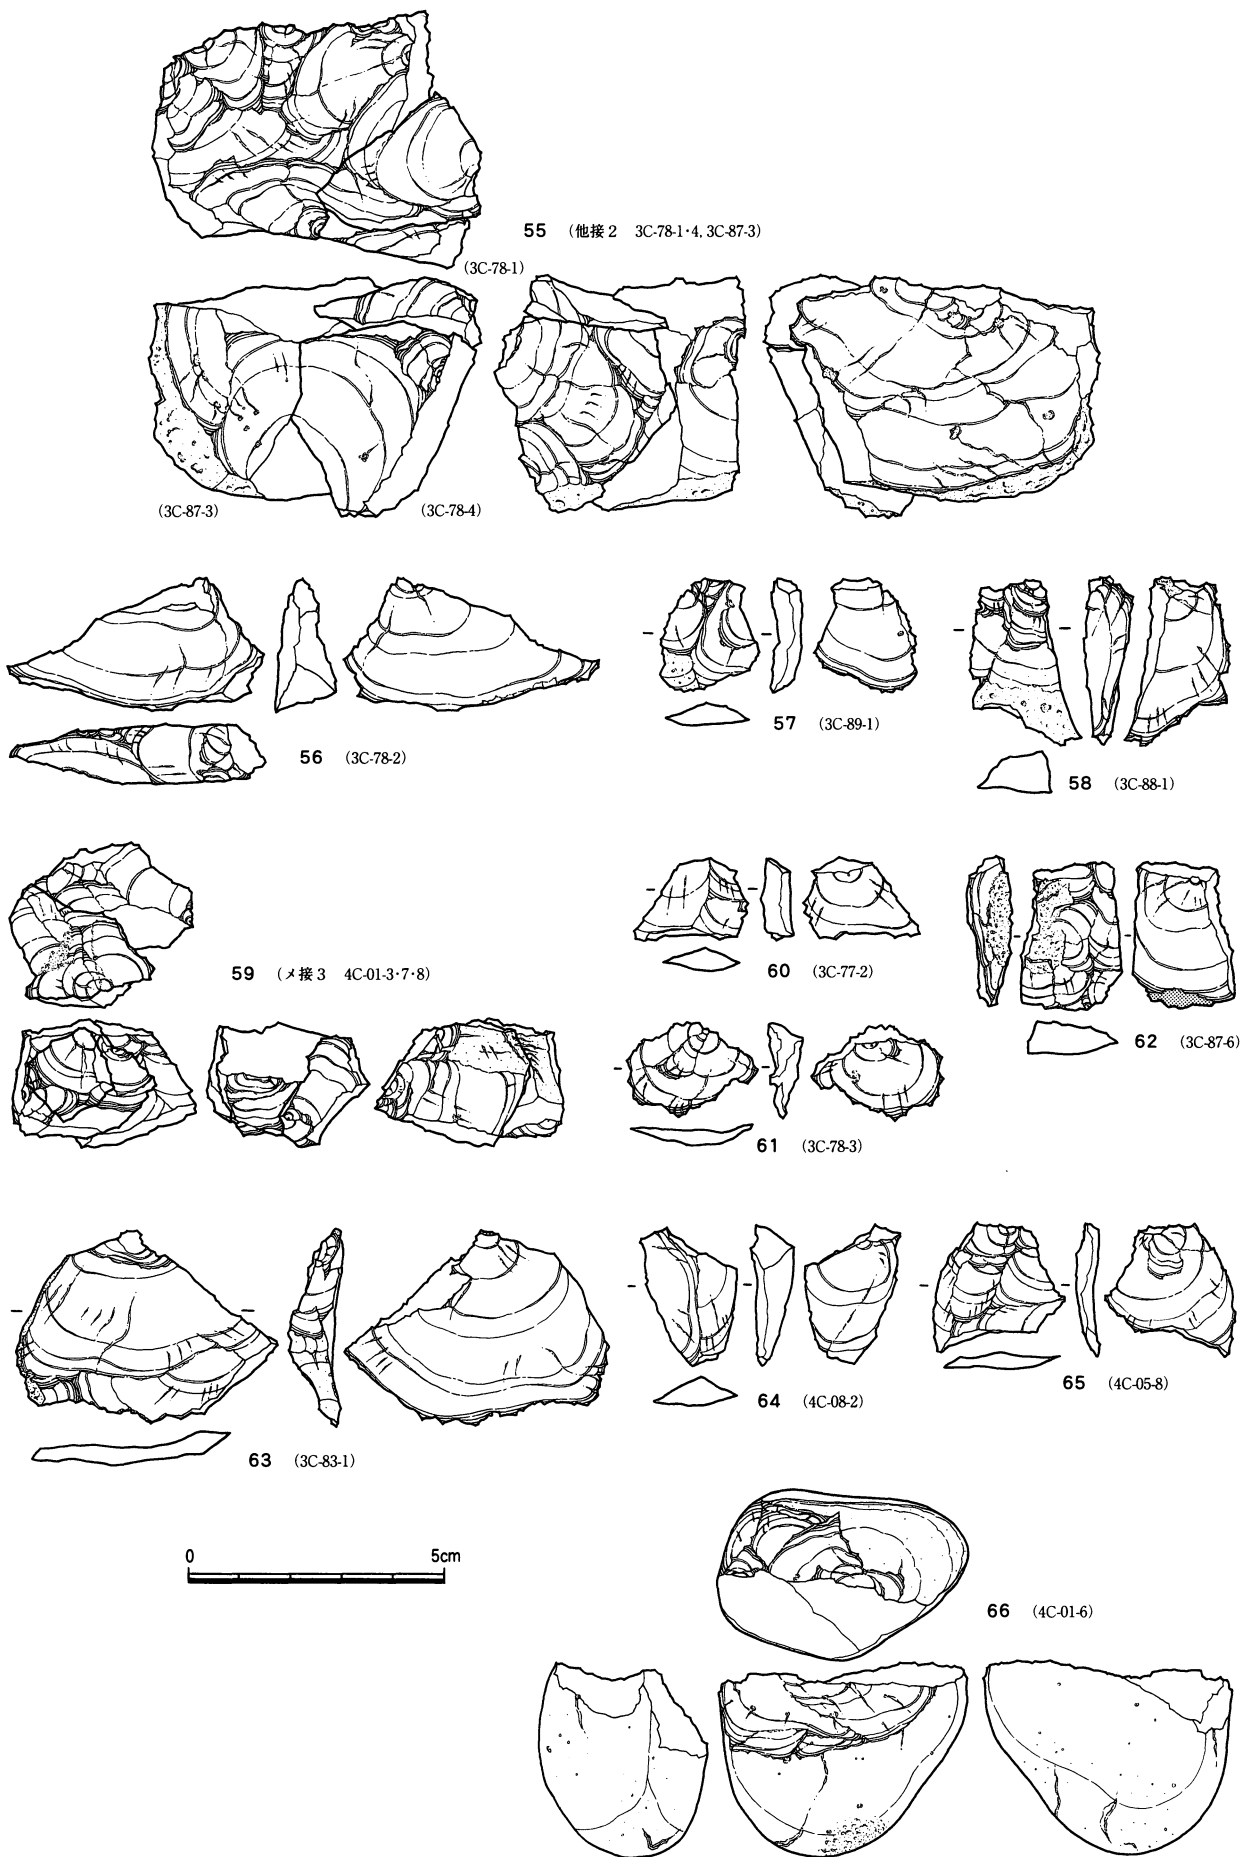 55 （他接２ 3C-78-1・4, 3C-87-3）
(3C-78-1)
(3C-87-3)
(3C-78-4)
56 (3C-78-2)
57 (3C-89-1)
58 (3C-88-1)
59 （メ接３ 4C-01-3・7・8）
60 (3C-77-2)
62 (3C-87-6)
61 (3C-78-3)
63 (3C-83-1)
64 (4C-08-2)
65 (4C-05-8)
0 5cm
66 (4C-01-6)